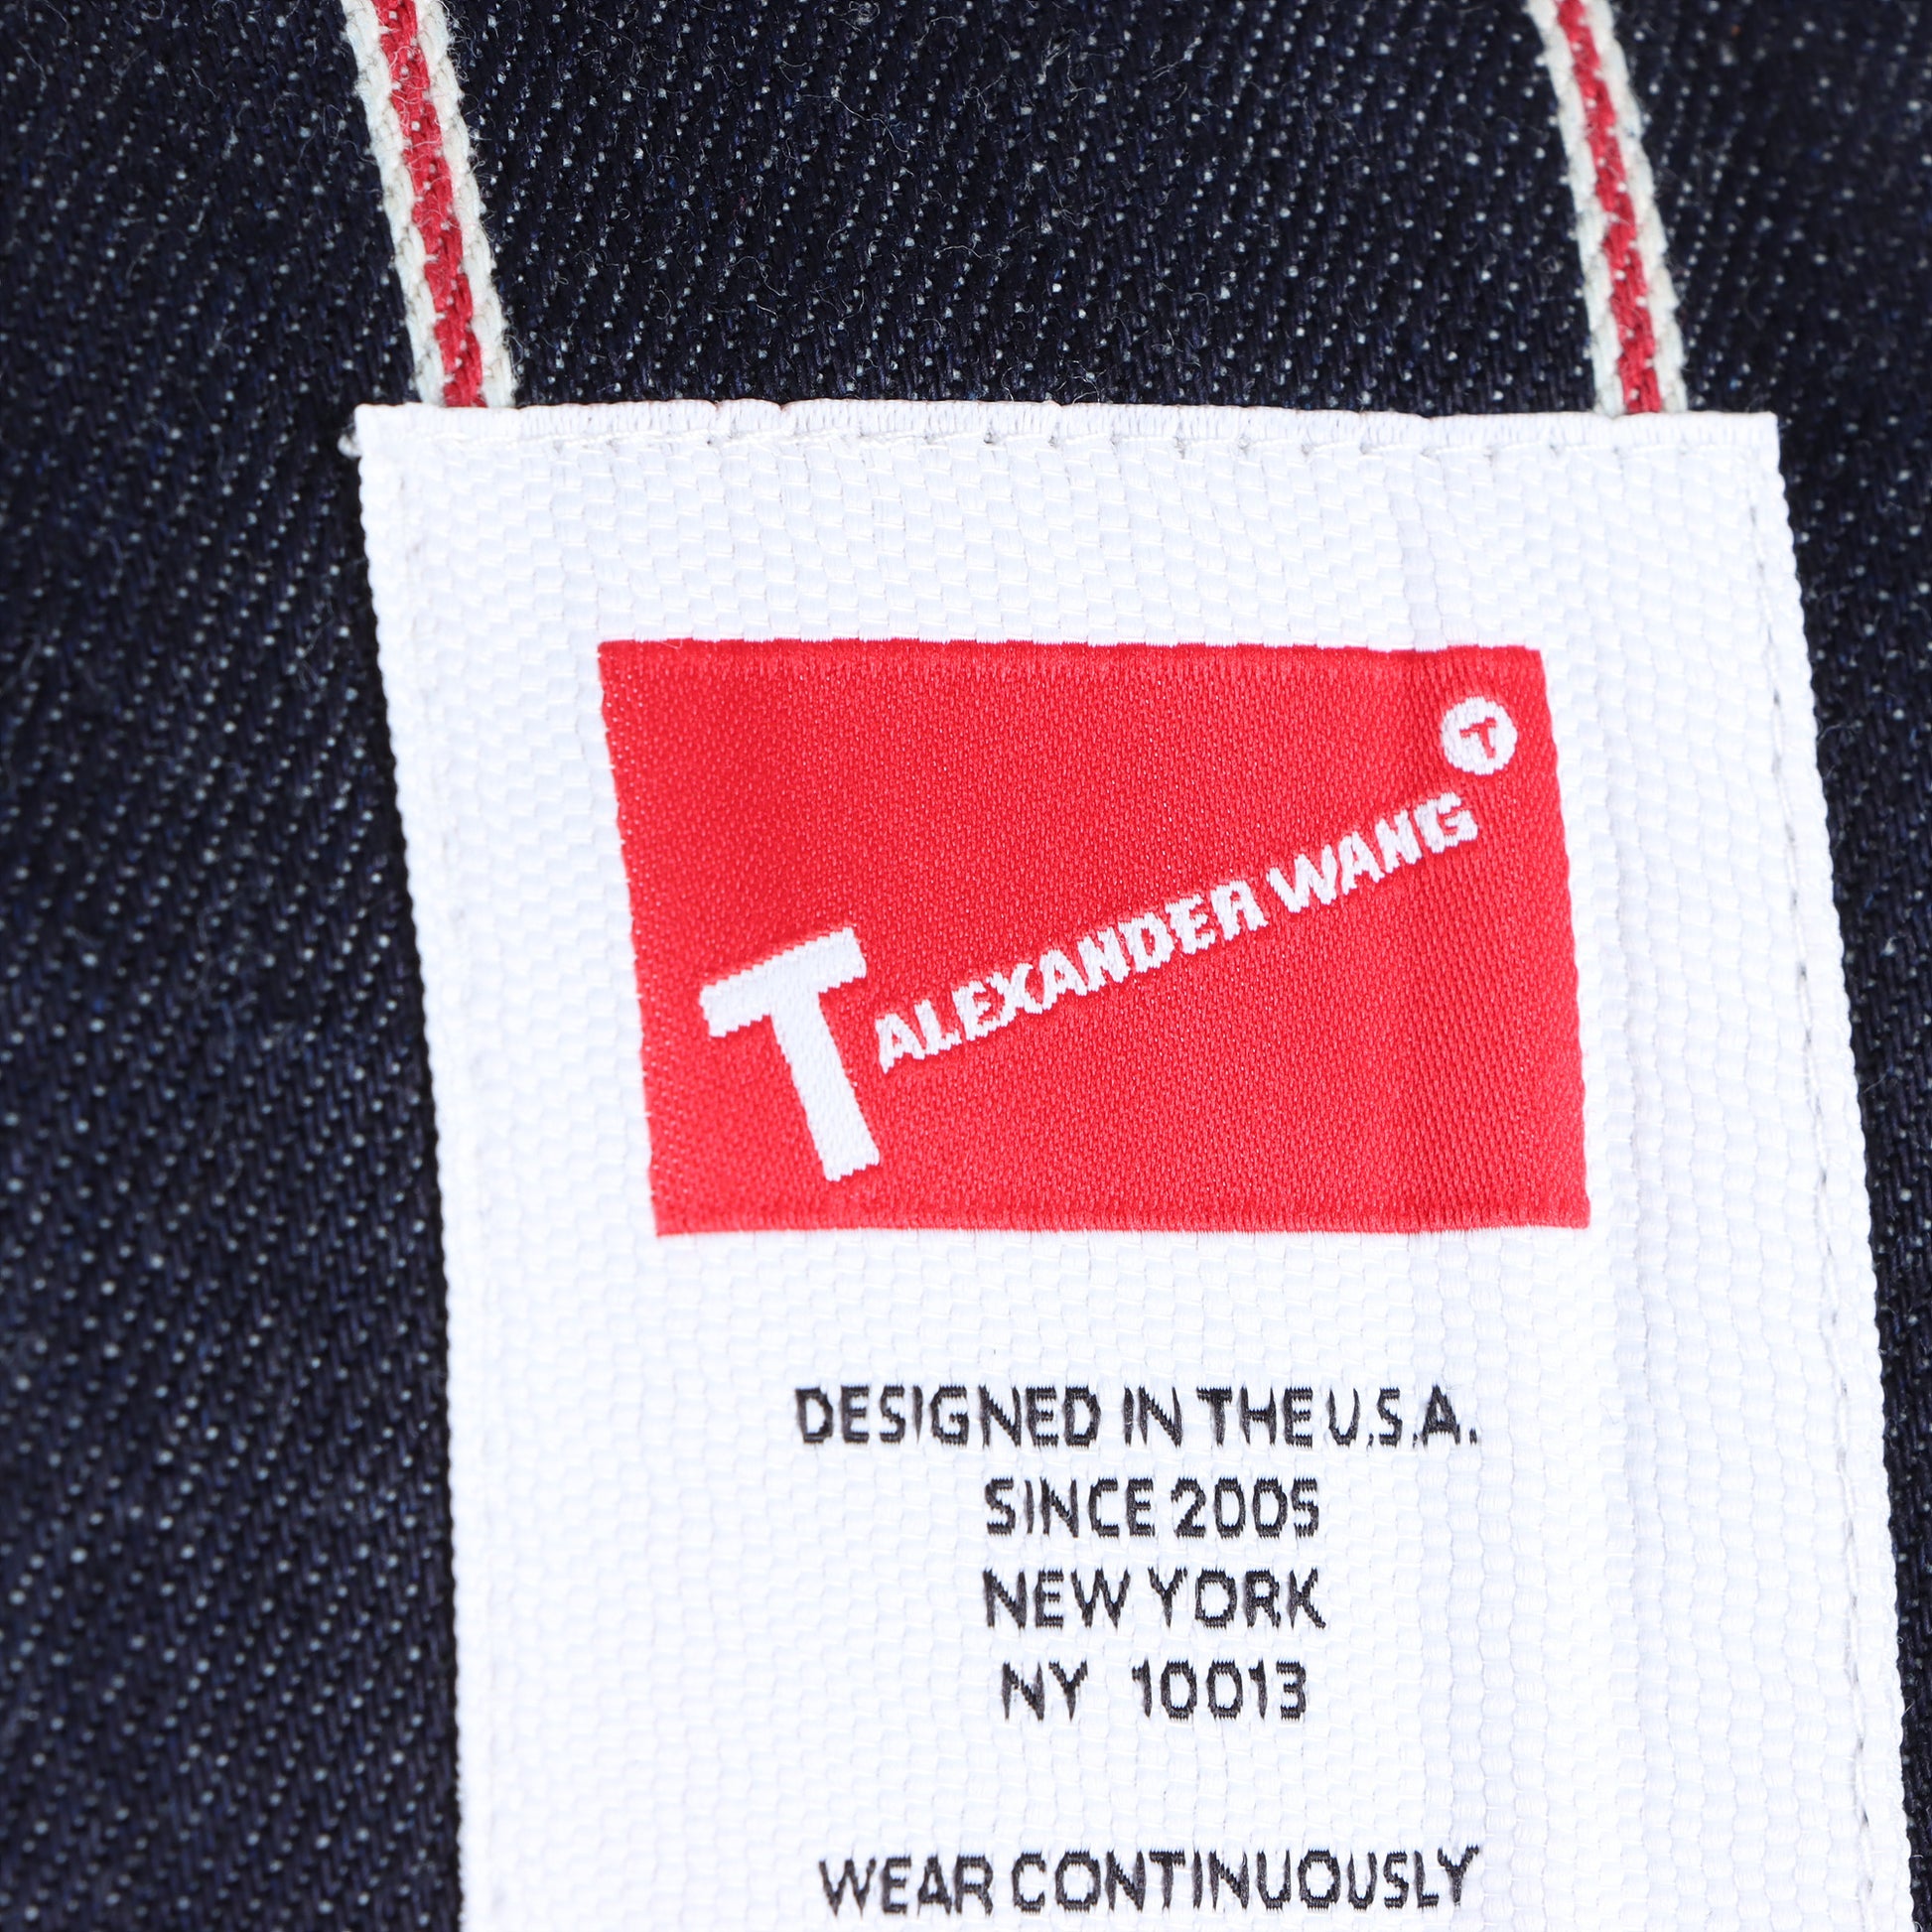 T
T ALEXANDER WANG
DESIGNED IN THE U.S.A.
SINCE 2005
NEW YORK
NY 10013
WEAR CONTINUOUSLY